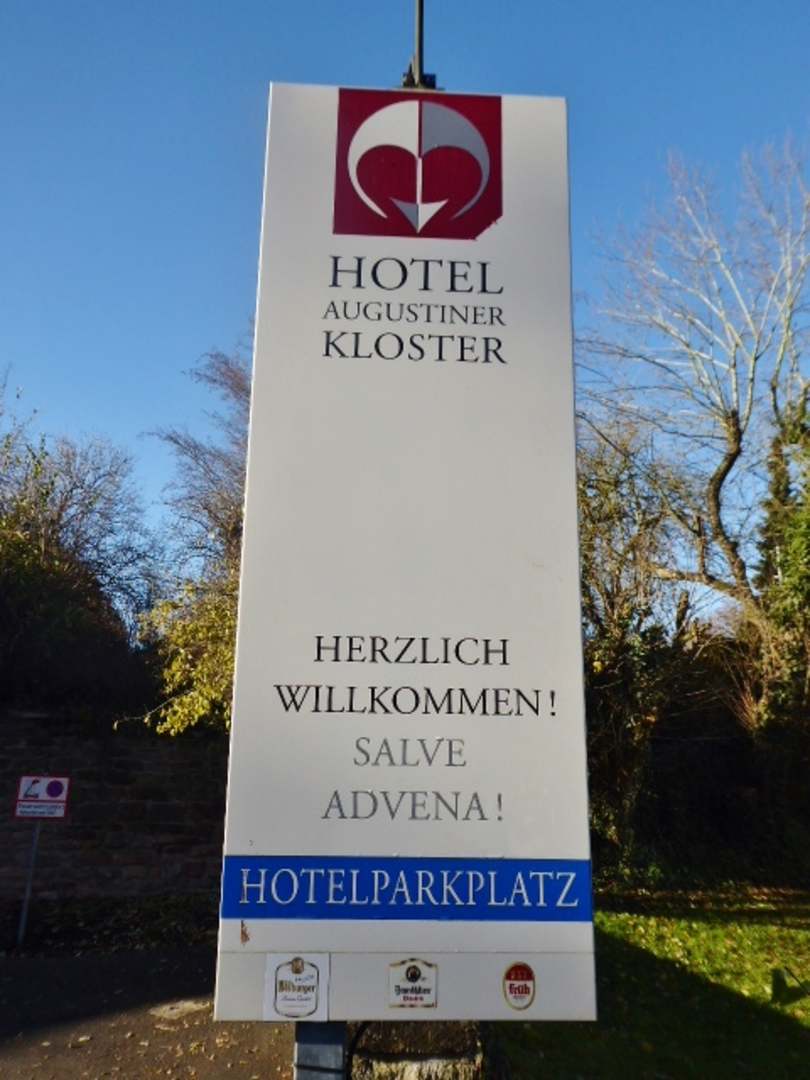 HOTEL
AUGUSTINER
KLOSTER
HERZLICH
WILLKOMMEN!
SALVE
ADVENA!
HOTELPARKPLATZ
Bitburger
Früh